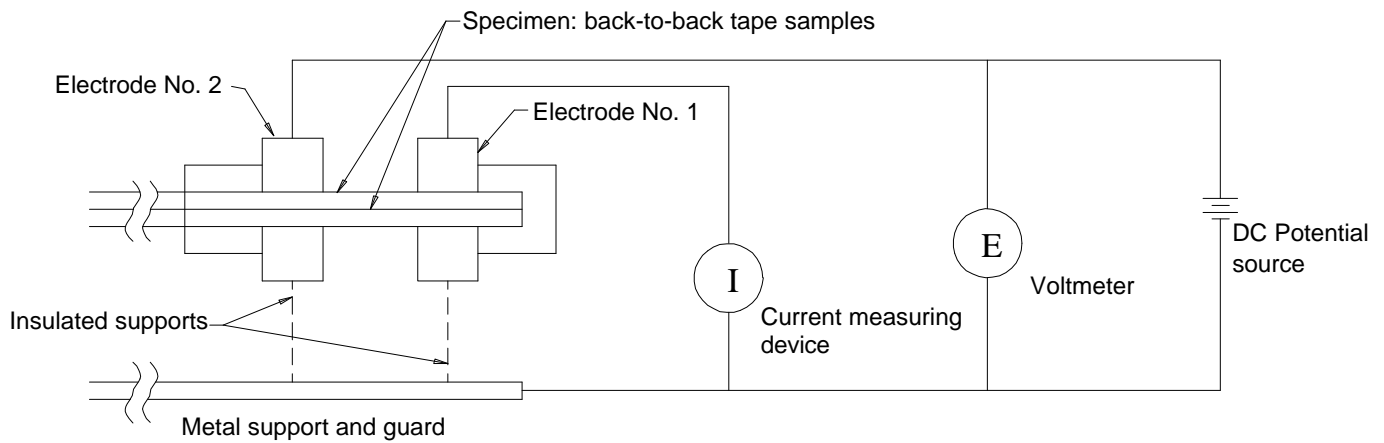 Specimen: back-to-back tape samples
Electrode No. 2
Electrode No. 1
Insulated supports
I
E
Current measuring
device
Voltmeter
DC Potential
source
Metal support and guard